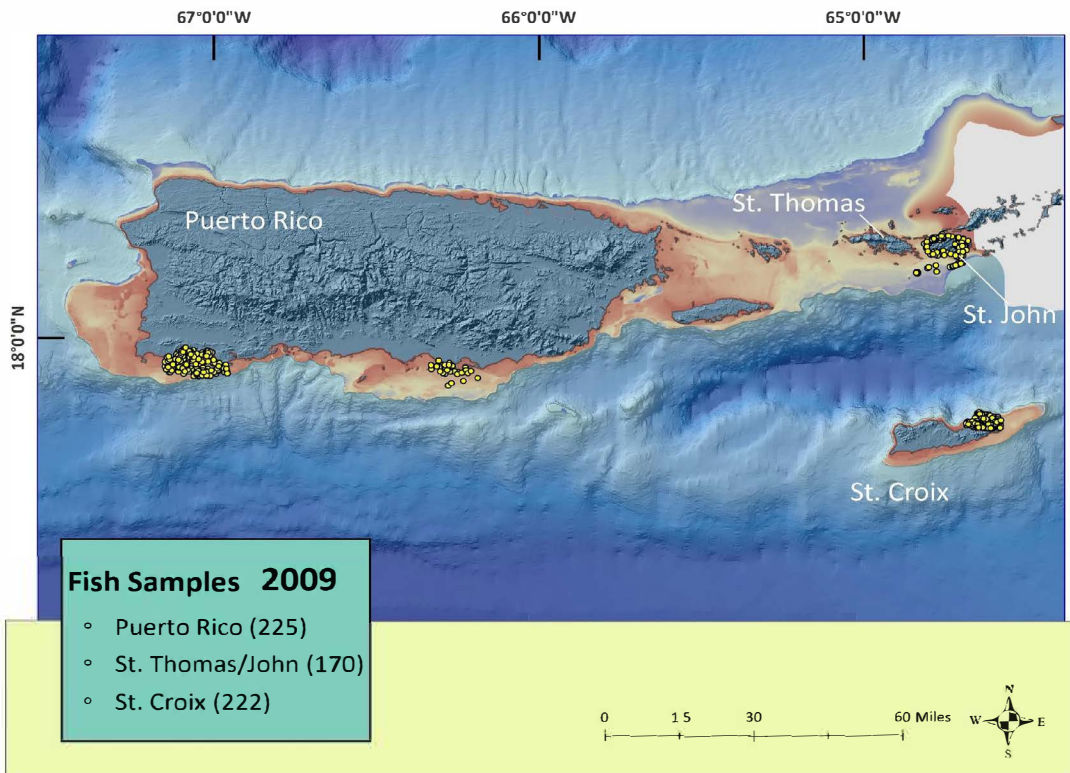 67°0'0"W 66°0'0"W 65°0'0"W
Puerto Rico
St. Thomas
St. John
18°0'0"N
St. Croix
Fish Samples 2009
Puerto Rico (225)
St. Thomas/John (170)
St. Croix (222)
0 15 30 60 Miles
N
W E
S